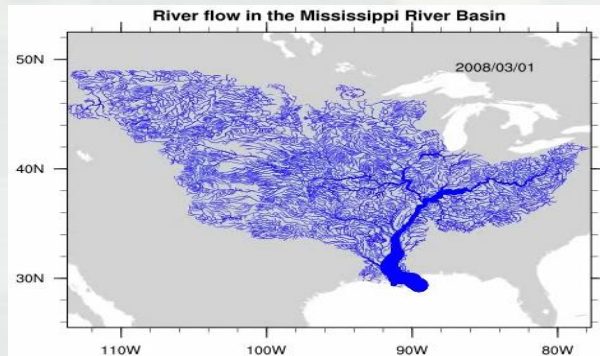 River flow in the Mississippi River Basin
2008/03/01
50N
40N
30N
110W
100W
90W
80W